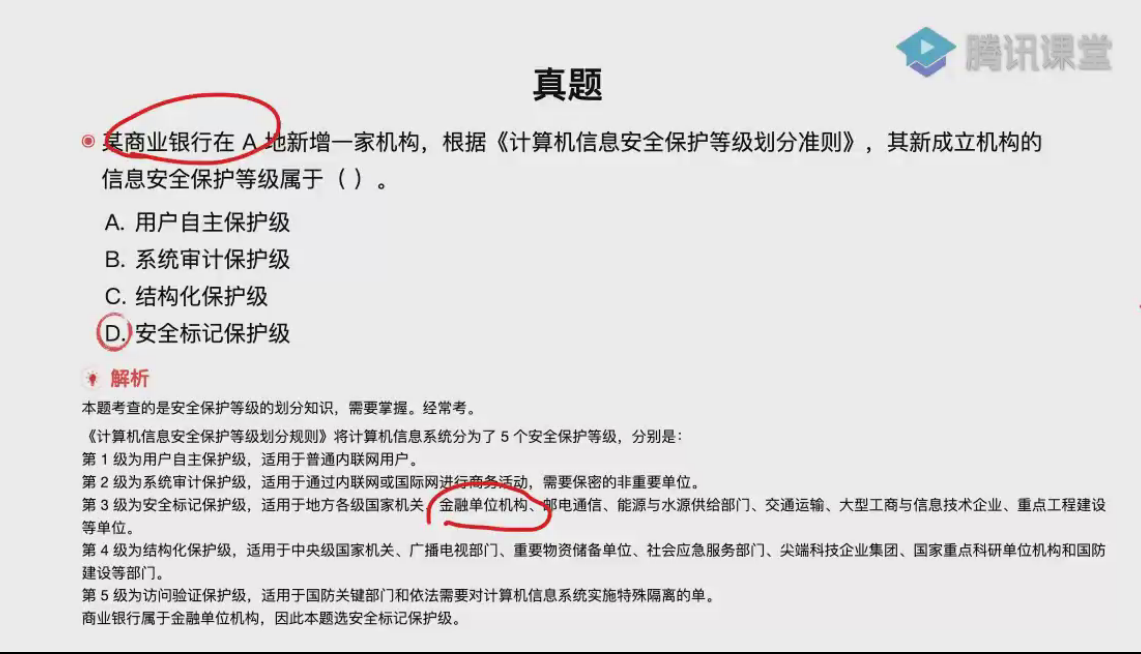 腾讯课堂
真题
某商业银行在 A 地新增一家机构，根据《计算机信息安全保护等级划分准则》，其新成立机构的
信息安全保护等级属于（ ）。
A. 用户自主保护级
B. 系统审计保护级
C. 结构化保护级
D. 安全标记保护级
解析
本题考查的是安全保护等级的划分知识，需要掌握。经常考。
《计算机信息安全保护等级划分规则》将计算机信息系统分为了 5 个安全保护等级，分别是：
第 1 级为用户自主保护级，适用于普通内联网用户。
第 2 级为系统审计保护级，适用于通过内联网或国际网进行商务活动，需要保密的非重要单位。
第 3 级为安全标记保护级，适用于地方各级国家机关、金融单位机构、邮电通信、能源与水源供给部门、交通运输、大型工商与信息技术企业、重点工程建设
等单位。
第 4 级为结构化保护级，适用于中央级国家机关、广播电视部门、重要物资储备单位、社会应急服务部门、尖端科技企业集团、国家重点科研单位机构和国防
建设等部门。
第 5 级为访问验证保护级，适用于国防关键部门和依法需要对计算机信息系统实施特殊隔离的单。
商业银行属于金融单位机构，因此本题选安全标记保护级。